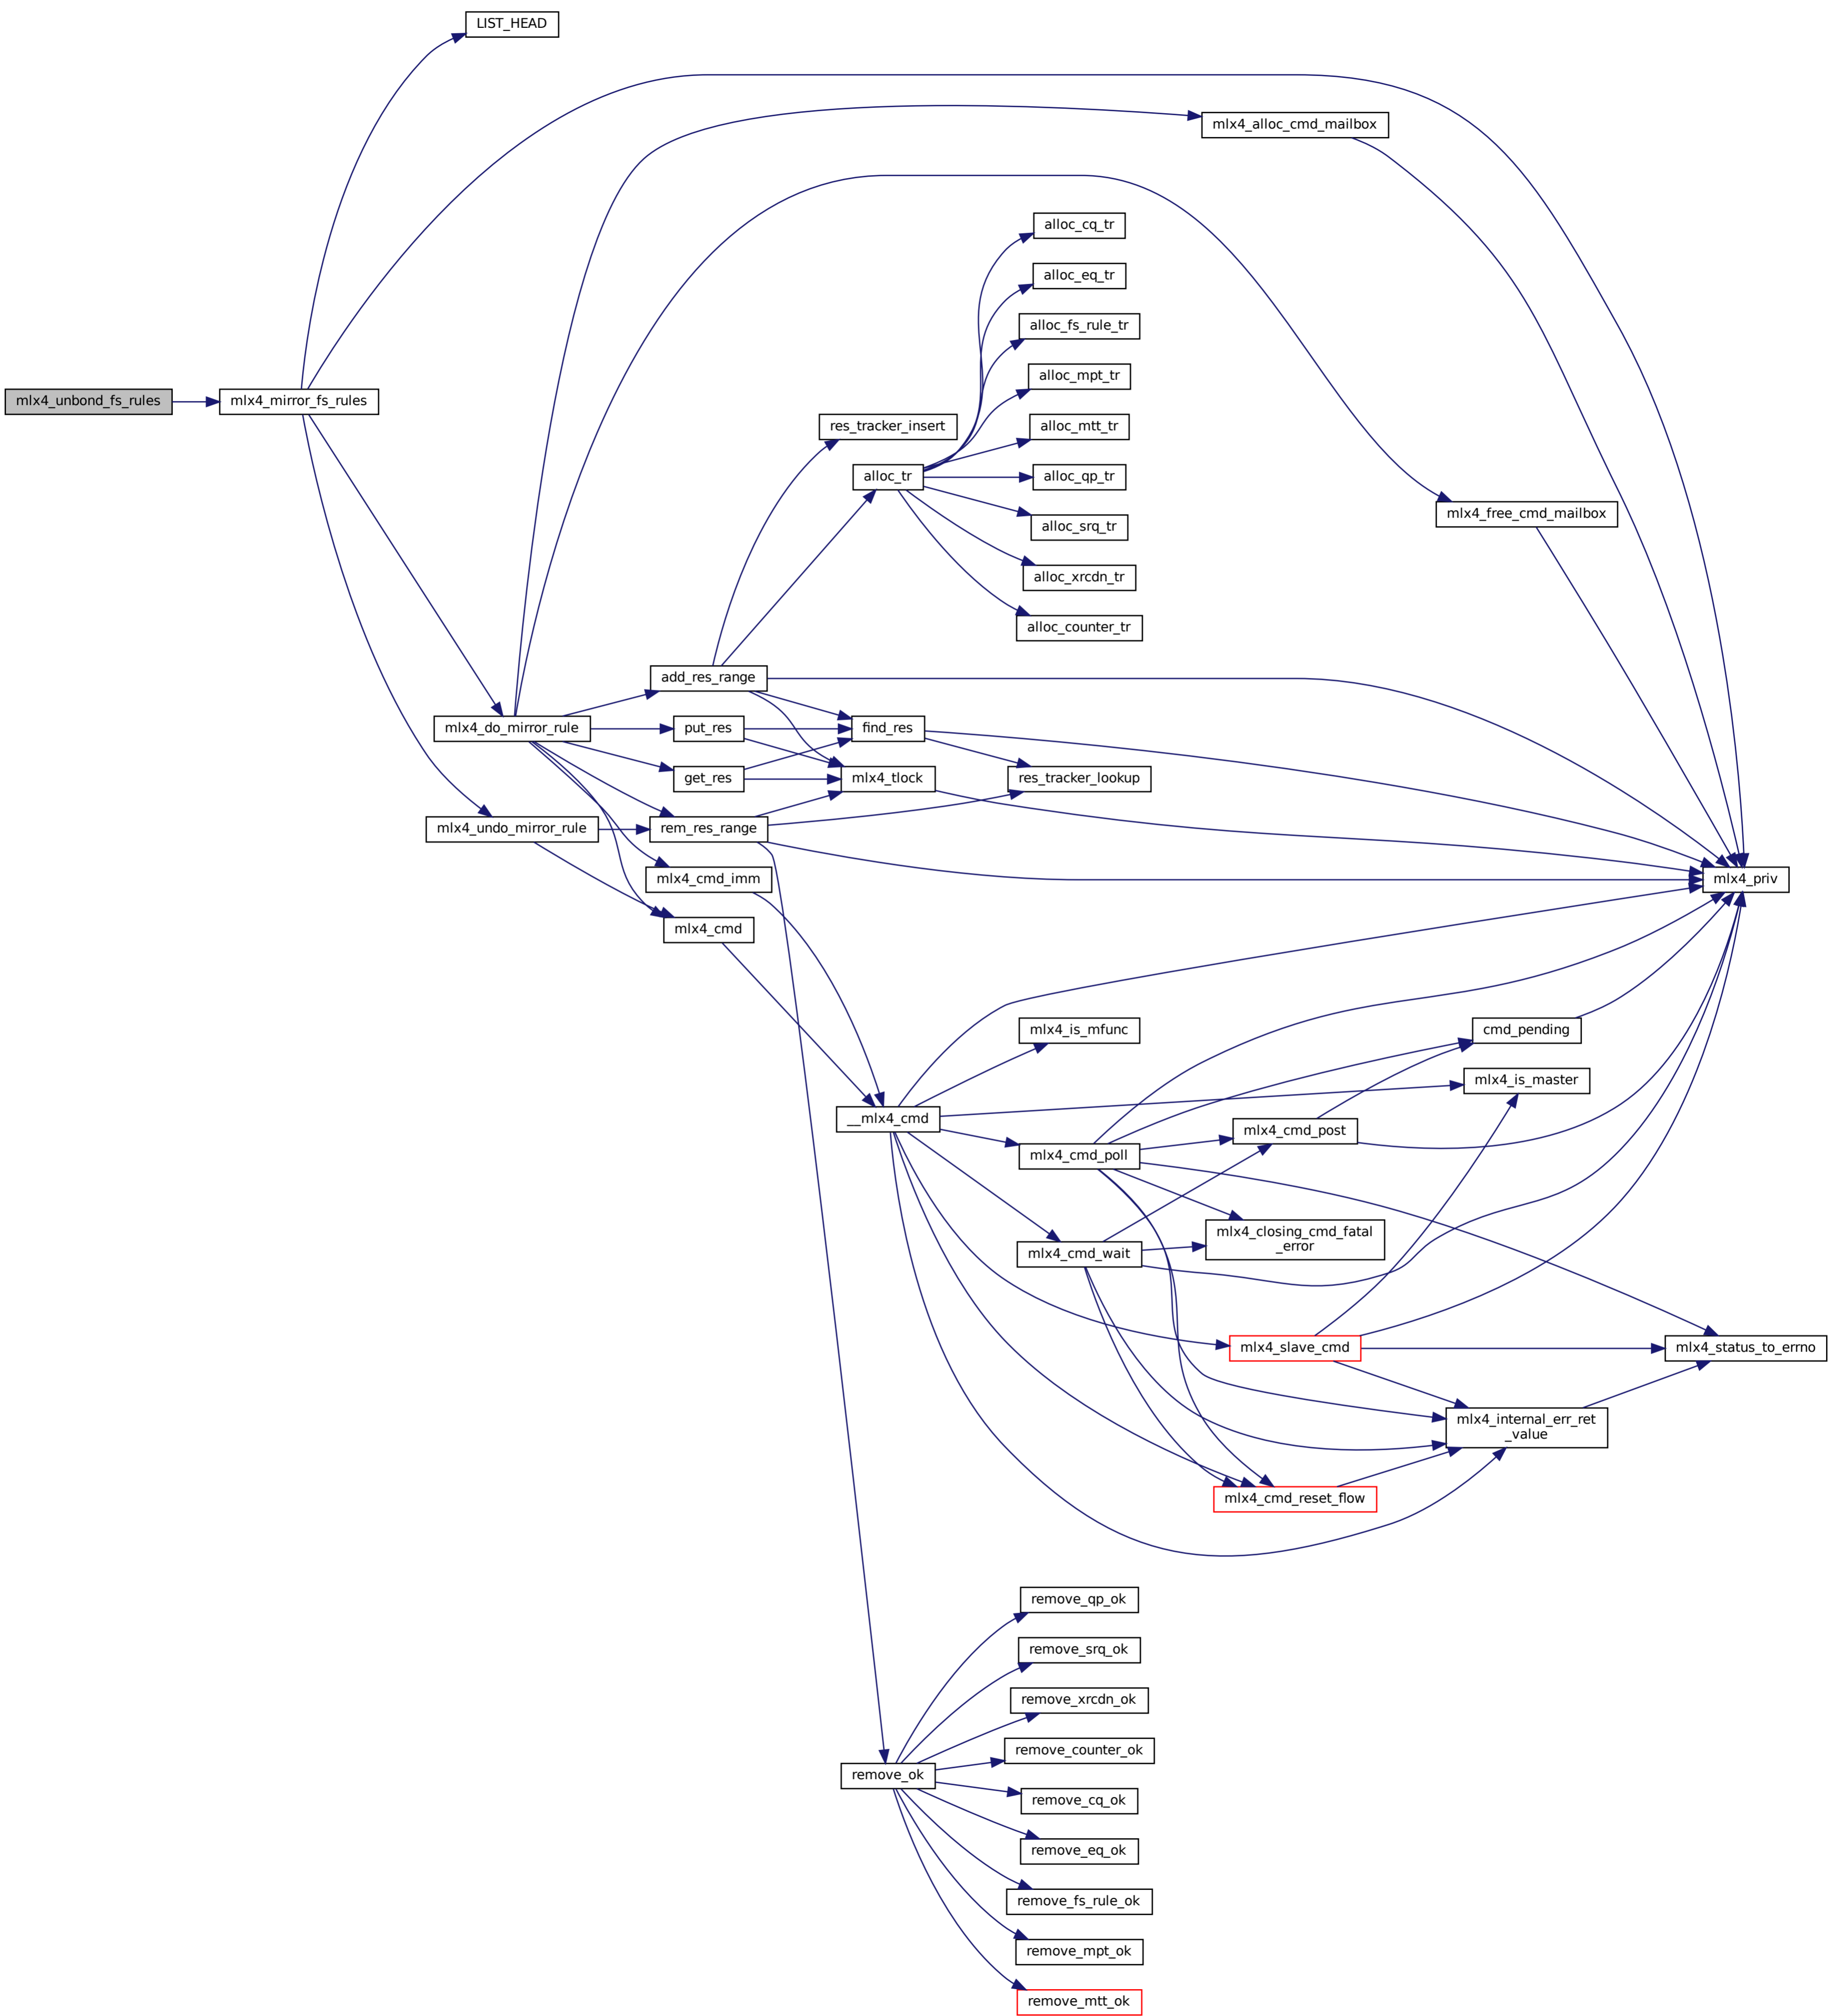 LIST_HEAD
mlx4_alloc_cmd_mailbox
alloc_cq_tr
alloc_eq_tr
alloc_fs_rule_tr
alloc_mpt_tr
mlx4_unbond_fs_rules
mlx4_mirror_fs_rules
res_tracker_insert
alloc_mtt_tr
alloc_tr
alloc_qp_tr
mlx4_free_cmd_mailbox
alloc_srq_tr
alloc_xrcdn_tr
alloc_counter_tr
add_res_range
mlx4_do_mirror_rule
put_res
find_res
get_res
mlx4_tlock
res_tracker_lookup
mlx4_undo_mirror_rule
rem_res_range
mlx4_cmd_imm
mlx4_priv
mlx4_cmd
mlx4_is_mfunc
cmd_pending
mlx4_is_master
__mlx4_cmd
mlx4_cmd_post
mlx4_cmd_poll
mlx4_closing_cmd_fatal
_error
mlx4_cmd_wait
mlx4_slave_cmd
mlx4_status_to_errno
mlx4_internal_err_ret
_value
mlx4_cmd_reset_flow
remove_qp_ok
remove_srq_ok
remove_xrcdn_ok
remove_counter_ok
remove_ok
remove_cq_ok
remove_eq_ok
remove_fs_rule_ok
remove_mpt_ok
remove_mtt_ok